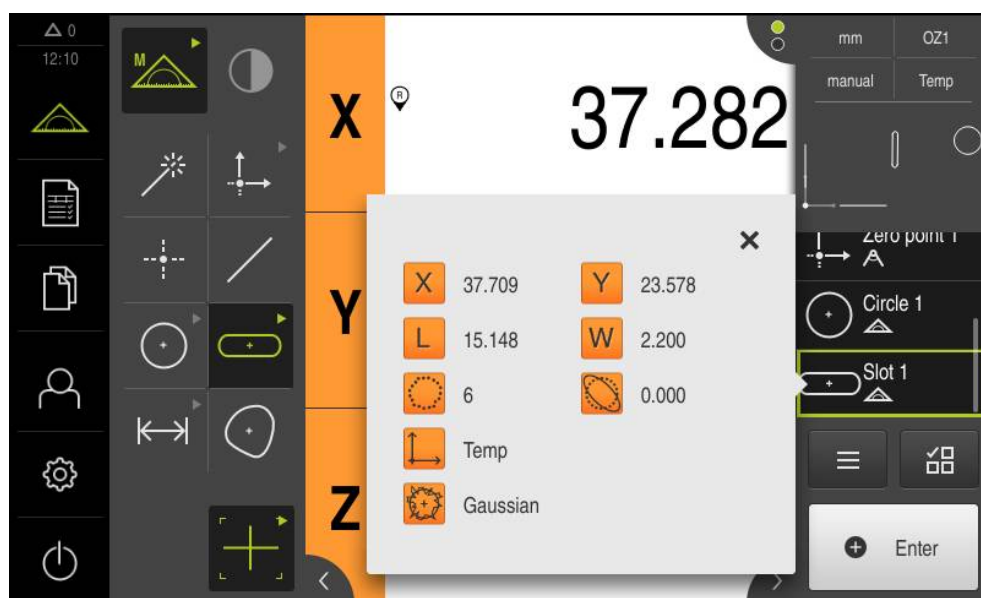 0
12:10
M
X
R
37.282
mm
OZ1
manual
Temp
Y
Z
X 37.709
Y 23.578
L 15.148
W 2.200
6
0.000
Temp
Gaussian
Zero point 1
Circle 1
Slot 1
Enter